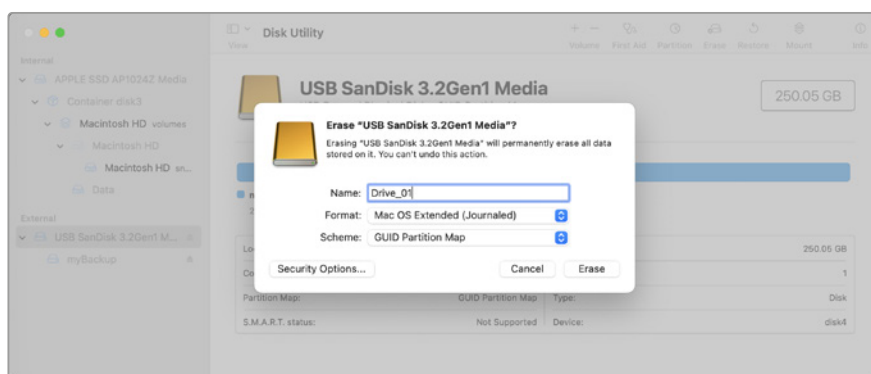 Disk Utility
View
Volume First Aid Partition Erase Restore Mount Info
Internal
APPLE SSD AP1024Z Media
Container disk3
Macintosh HD volumes
Macintosh HD
Macintosh HD sn...
Data
External
USB SanDisk 3.2Gen1 M...
myBackup
USB SanDisk 3.2Gen1 Media
250.05 GB
Erase “USB SanDisk 3.2Gen1 Media”?
Erasing “USB SanDisk 3.2Gen1 Media” will permanently erase all data
stored on it. You can’t undo this action.
Name: Drive_01
Format: Mac OS Extended (Journaled)
Scheme: GUID Partition Map
Security Options... Cancel Erase
250.05 GB
1
Partition Map: GUID Partition Map Type: Disk
S.M.A.R.T. status: Not Supported Device: disk4